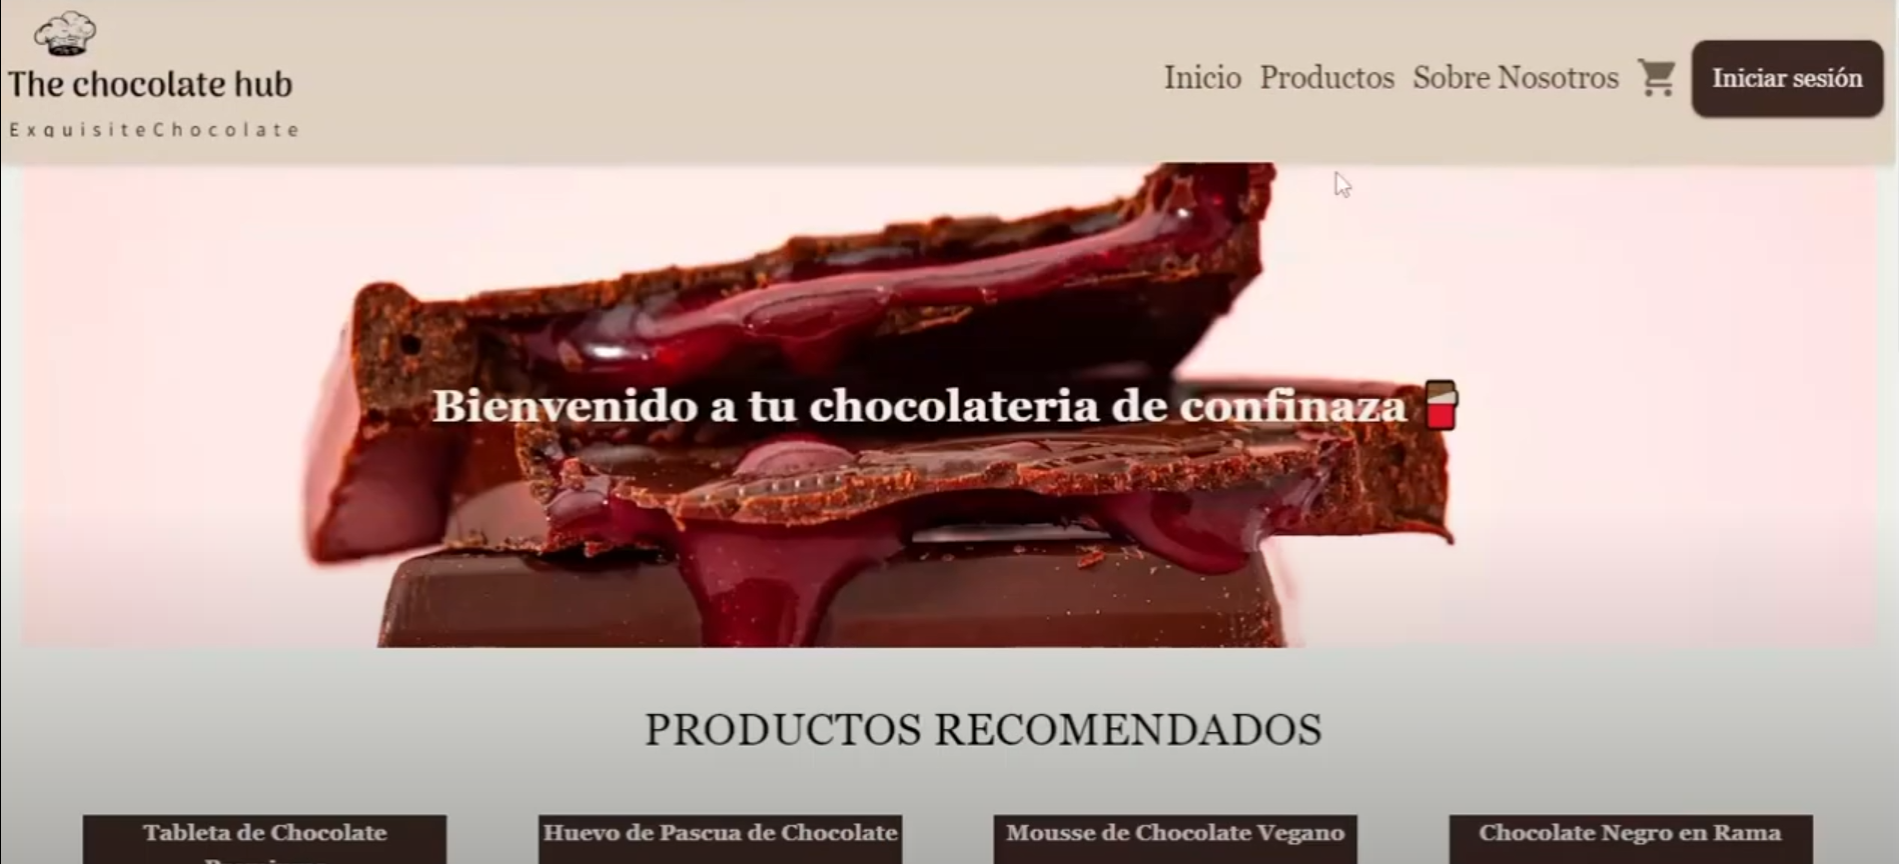 The chocolate hub
ExquisiteChocolate
Inicio Productos Sobre Nosotros Iniciar sesión
Bienvenido a tu chocolateria de confinaza
PRODUCTOS RECOMENDADOS
Tableta de Chocolate
Huevo de Pascua de Chocolate
Mousse de Chocolate Vegano
Chocolate Negro en Rama